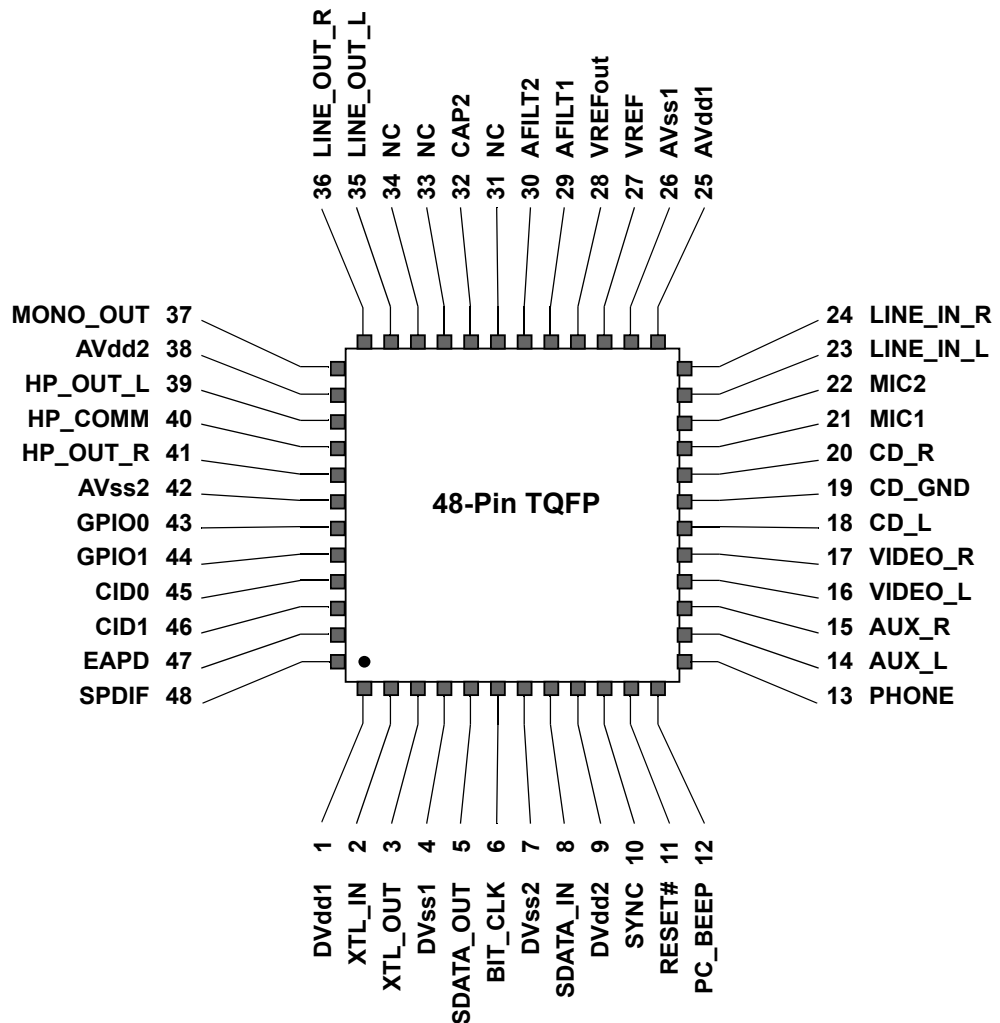 36 LINE_OUT_R
35 LINE_OUT_L
34 NC
33 NC
32 CAP2
31 NC
30 AFILT2
29 AFILT1
28 VREFout
27 VREF
26 AVss1
25 AVdd1
MONO_OUT 37
AVdd2 38
HP_OUT_L 39
HP_COMM 40
HP_OUT_R 41
AVss2 42
GPIO0 43
GPIO1 44
CID0 45
CID1 46
EAPD 47
SPDIF 48
48-Pin TQFP
24 LINE_IN_R
23 LINE_IN_L
22 MIC2
21 MIC1
20 CD_R
19 CD_GND
18 CD_L
17 VIDEO_R
16 VIDEO_L
15 AUX_R
14 AUX_L
13 PHONE
DVdd1 1
XTL_IN 2
XTL_OUT 3
DVss1 4
SDATA_OUT 5
BIT_CLK 6
DVss2 7
SDATA_IN 8
DVdd2 9
SYNC 10
RESET# 11
PC_BEEP 12